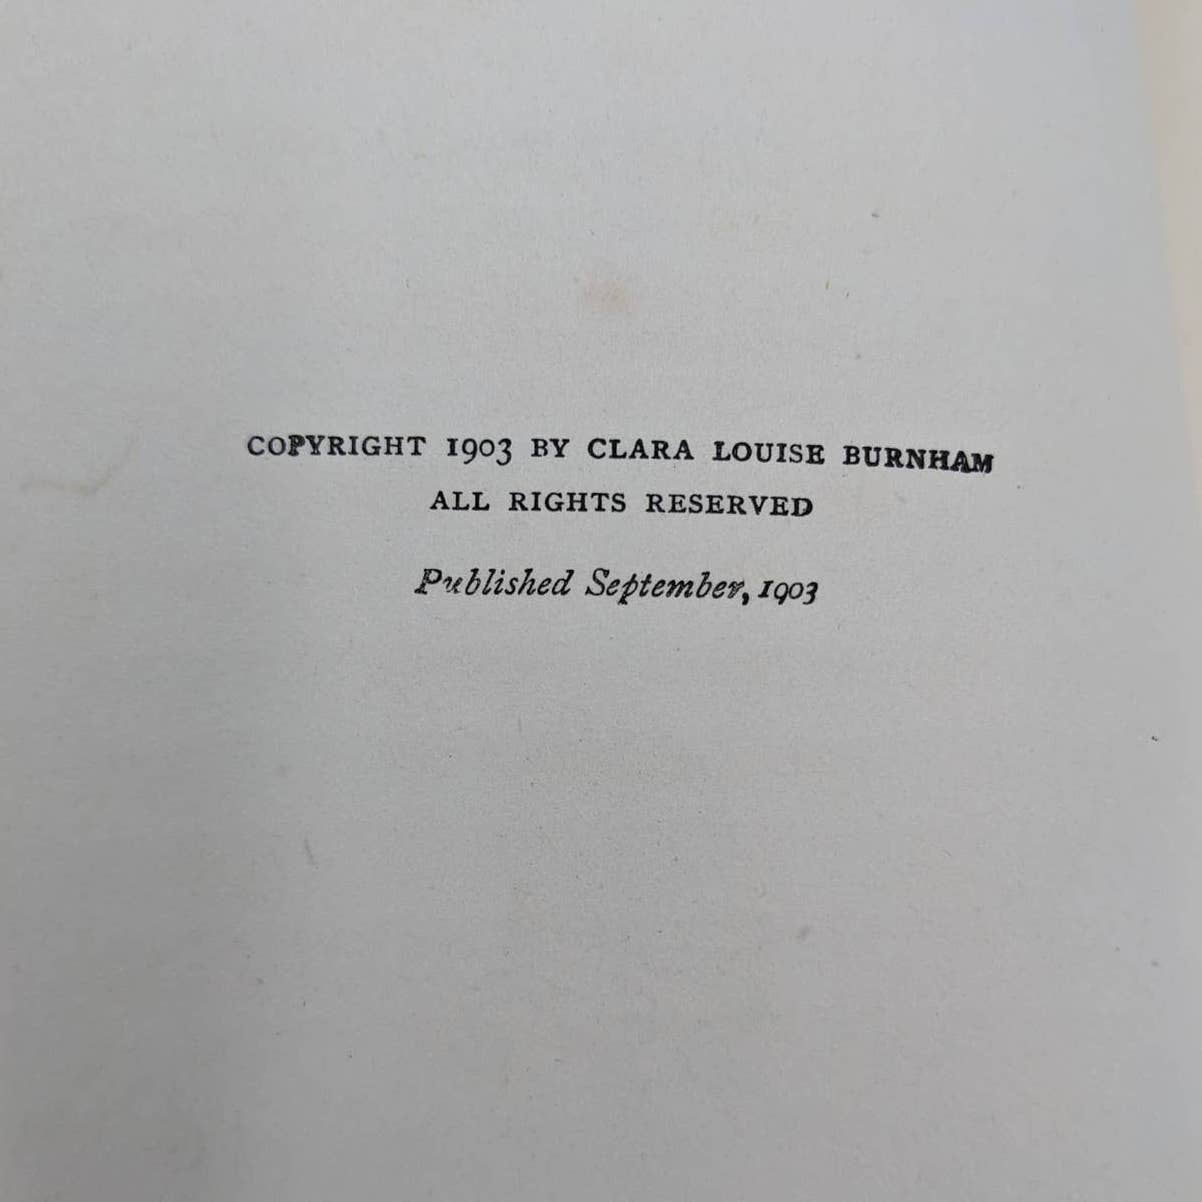 COPYRIGHT 1903 BY CLARA LOUISE BURNHAM
ALL RIGHTS RESERVED
Published September, 1903